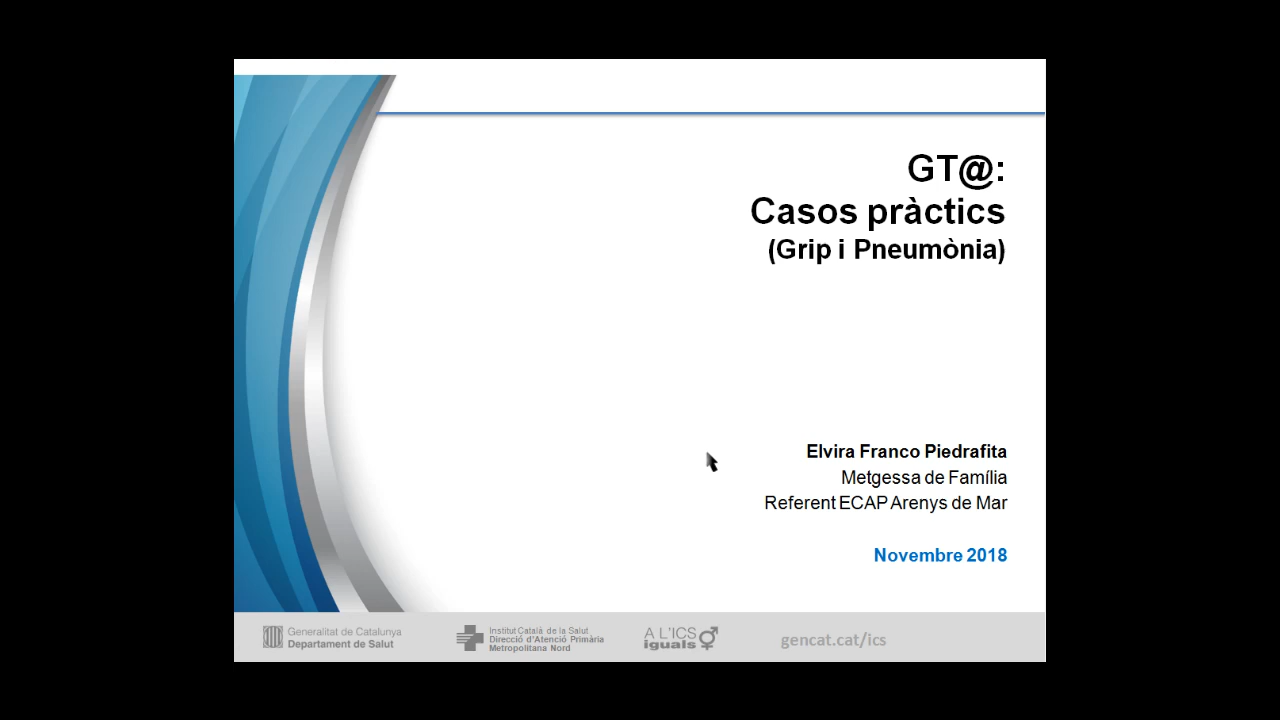 GT@:
Casos pràctics
(Grip i Pneumònia)
Elvira Franco Piedrafita
Metgessa de Família
Referent ECAP Arenys de Mar
Novembre 2018
Generalitat de Catalunya
Departament de Salut
Institut Català de la Salut
Direcció d'Atenció Primària
Metropolitana Nord
A L'ICS
iguals
gencat.cat/ics